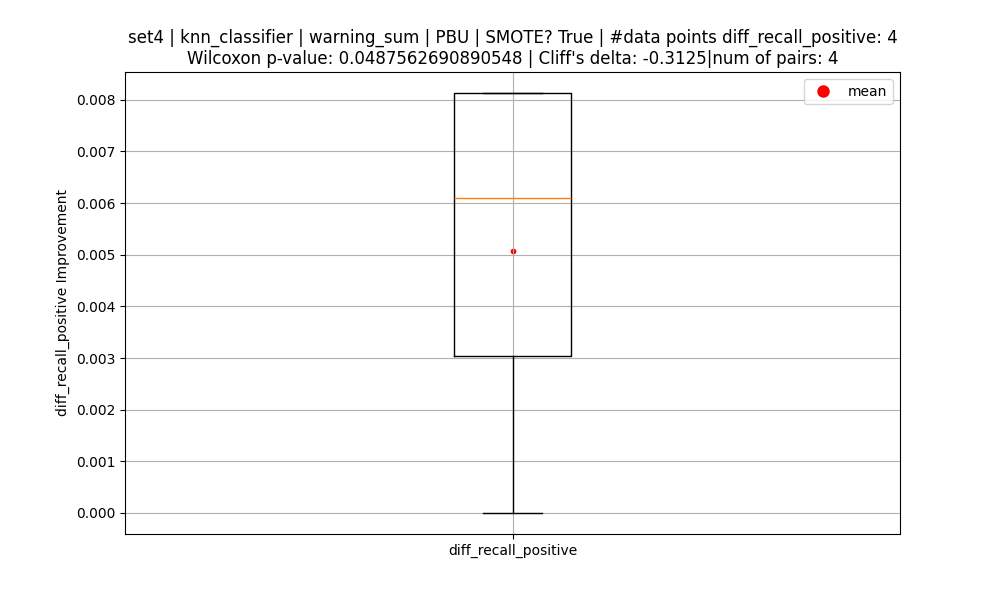 set4 | knn_classifier | warning_sum | PBU | SMOTE? True | #data points diff_recall_positive: 4
Wilcoxon p-value: 0.0487562690890548 | Cliff's delta: -0.3125|num of pairs: 4
mean
0.008
0.007
0.006
0.005
0.004
0.003
0.002
0.001
0.000
diff_recall_positive Improvement
diff_recall_positive